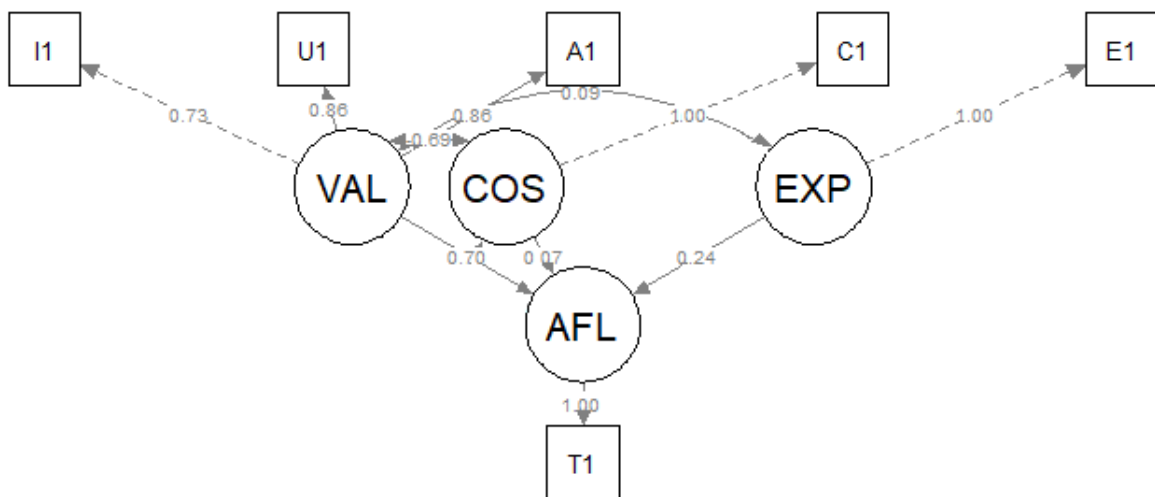 I1
U1
A1
C1
E1
0.09
0.73
0.86
0.86
1.00
1.00
-0.69
VAL
COS
EXP
0.70
0.07
0.24
AFL
1.00
T1